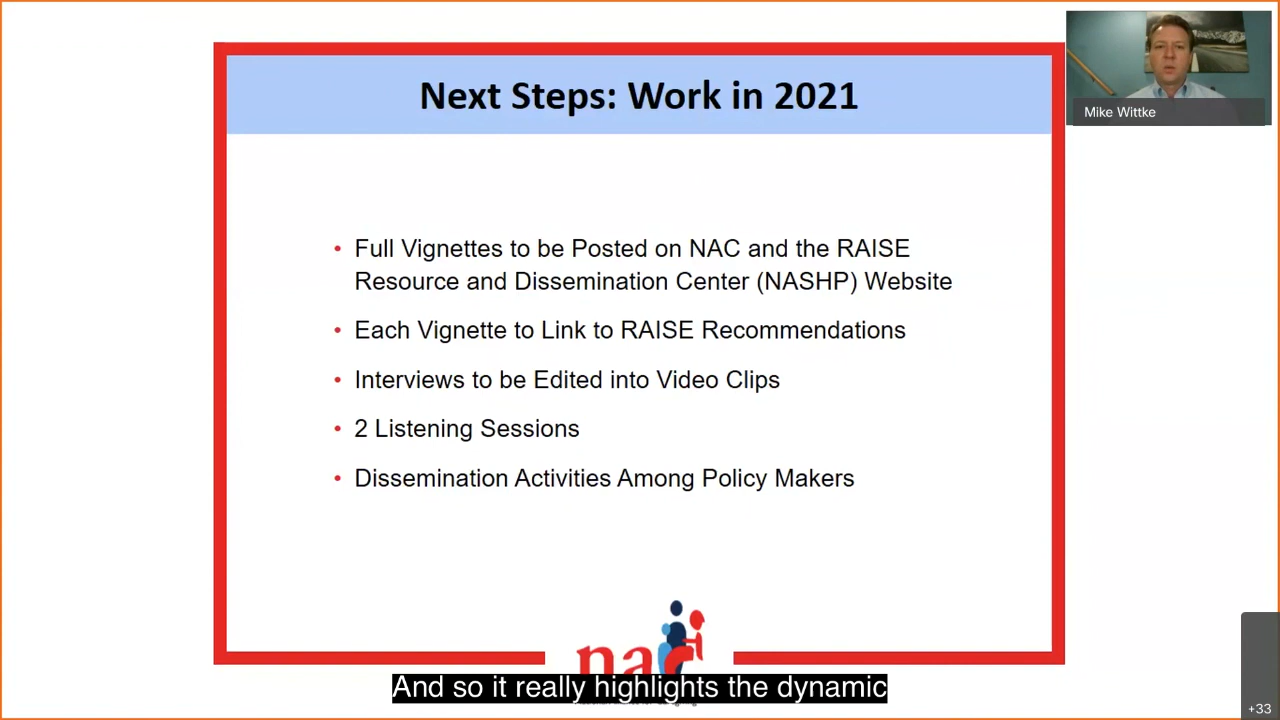 Next Steps: Work in 2021
Mike Wittke
• Full Vignettes to be Posted on NAC and the RAISE
Resource and Dissemination Center (NASHP) Website
• Each Vignette to Link to RAISE Recommendations
• Interviews to be Edited into Video Clips
• 2 Listening Sessions
• Dissemination Activities Among Policy Makers
nac
And so it really highlights the dynamic
+33